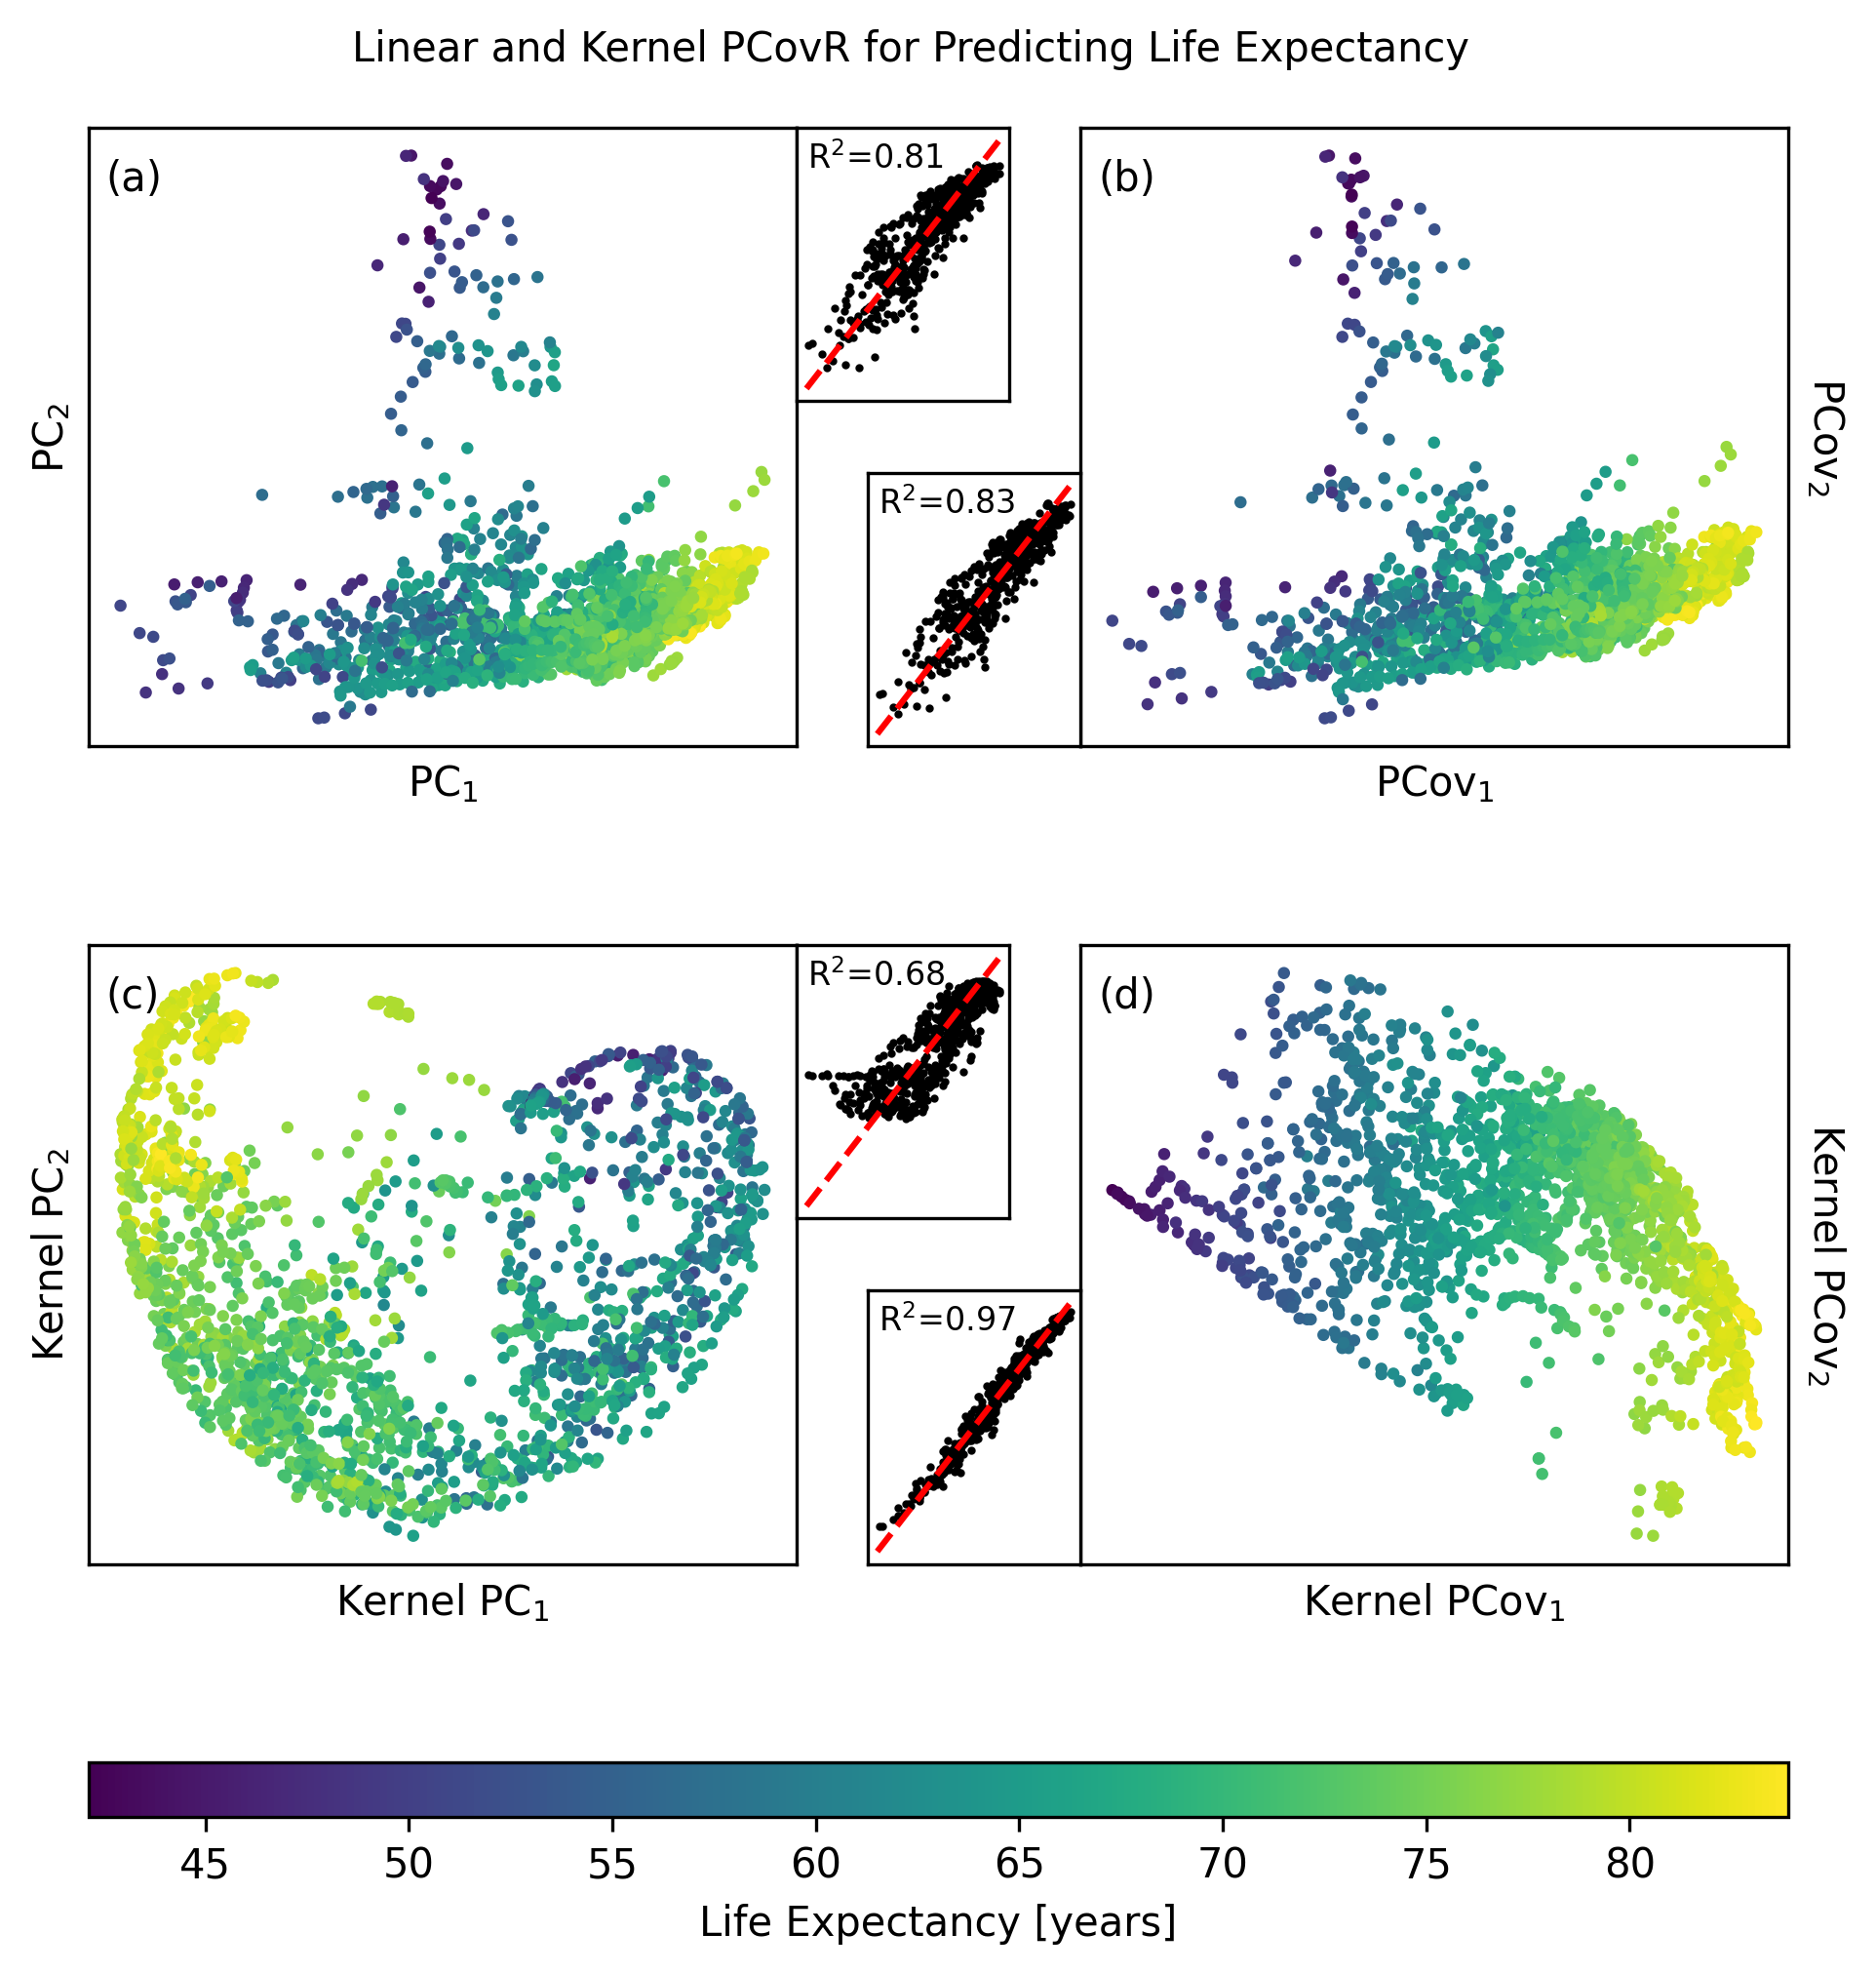 Linear and Kernel PCovR for Predicting Life Expectancy
(a)
R²=0.81
(b)
PC₂
PCov₂
R²=0.83
PC₁
PCov₁
(c)
R²=0.68
(d)
Kernel PC₂
Kernel PCov₂
R²=0.97
Kernel PC₁
Kernel PCov₁
45 50 55 60 65 70 75 80
Life Expectancy [years]